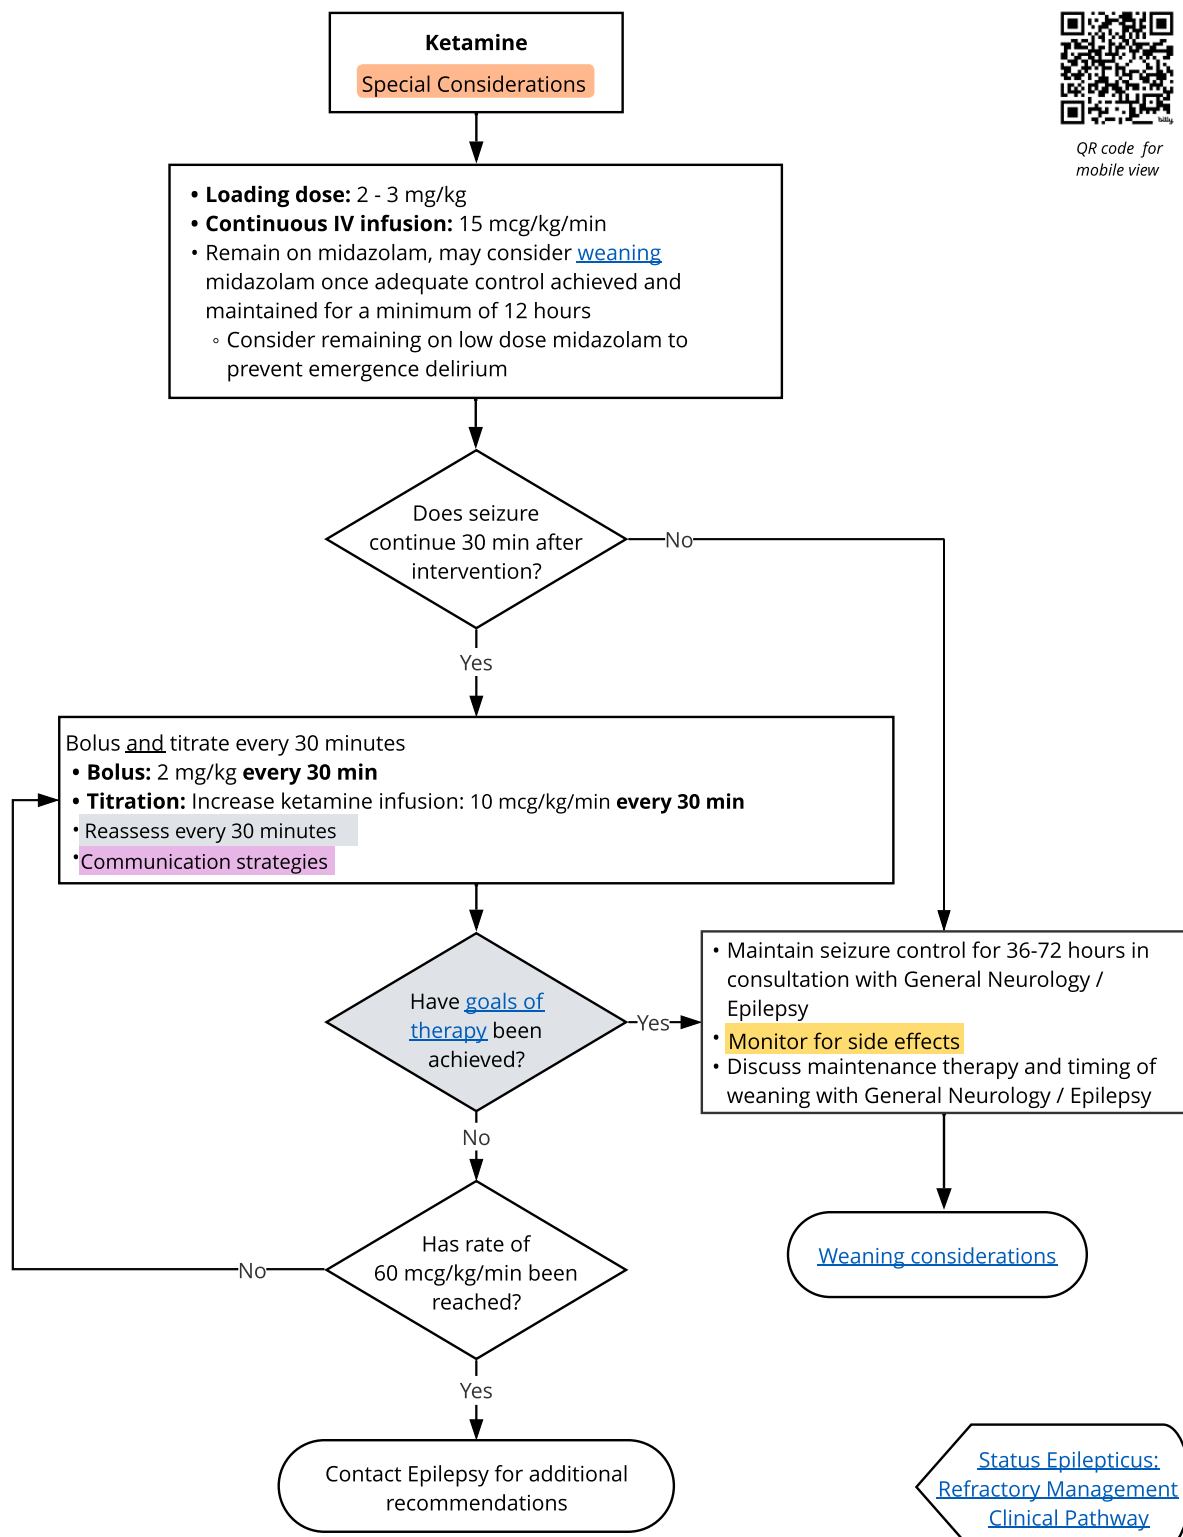 Ketamine
Special Considerations
QR code for
mobile view
bitly
• Loading dose: 2 - 3 mg/kg
• Continuous IV infusion: 15 mcg/kg/min
• Remain on midazolam, may consider weaning
midazolam once adequate control achieved and
maintained for a minimum of 12 hours
◦ Consider remaining on low dose midazolam to
prevent emergence delirium
Does seizure
continue 30 min after
intervention?
No
Yes
Bolus and titrate every 30 minutes
• Bolus: 2 mg/kg every 30 min
• Titration: Increase ketamine infusion: 10 mcg/kg/min every 30 min
• Reassess every 30 minutes
• Communication strategies
Have goals of
therapy been
achieved?
Yes
• Maintain seizure control for 36-72 hours in
consultation with General Neurology /
Epilepsy
• Monitor for side effects
• Discuss maintenance therapy and timing of
weaning with General Neurology / Epilepsy
No
Has rate of
60 mcg/kg/min been
reached?
No
Weaning considerations
Yes
Contact Epilepsy for additional
recommendations
Status Epilepticus:
Refractory Management
Clinical Pathway